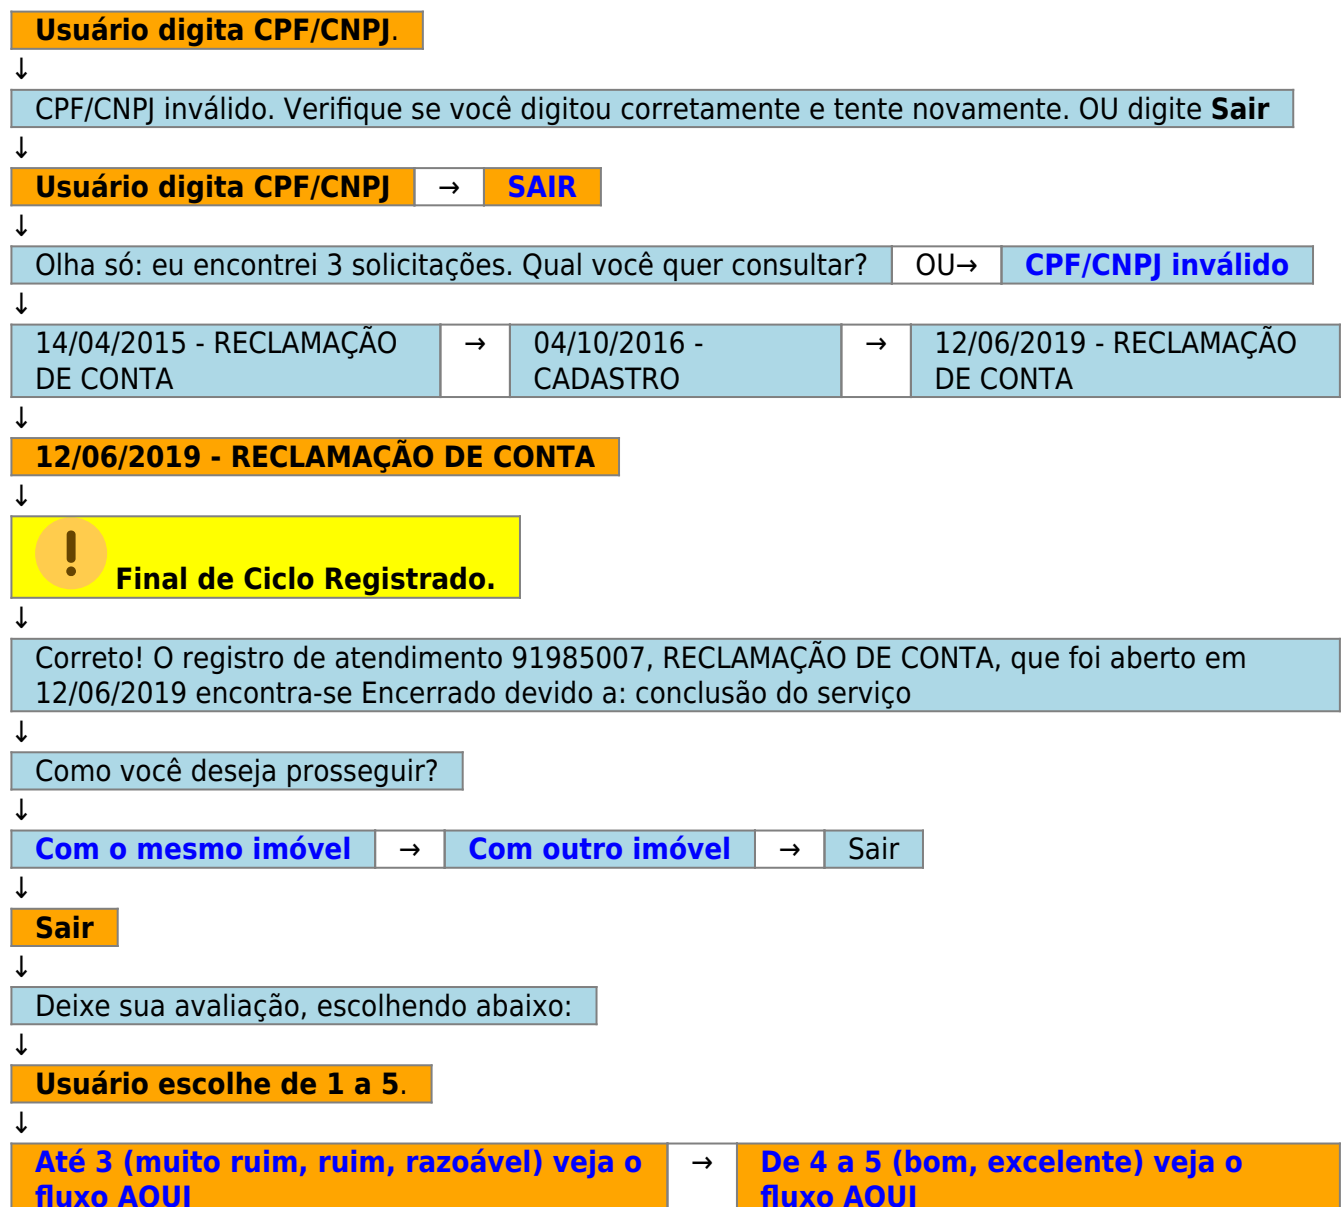 Usuário digita CPF/CNPJ.
↓
CPF/CNPJ inválido. Verifique se você digitou corretamente e tente novamente. OU digite Sair
↓
Usuário digita CPF/CNPJ → SAIR
↓
Olha só: eu encontrei 3 solicitações. Qual você quer consultar? OU→ CPF/CNPJ inválido
↓
14/04/2015 - RECLAMAÇÃO → 04/10/2016 - → 12/06/2019 - RECLAMAÇÃO
DE CONTA CADASTRO DE CONTA
↓
12/06/2019 - RECLAMAÇÃO DE CONTA
↓
Final de Ciclo Registrado.
↓
Correto! O registro de atendimento 91985007, RECLAMAÇÃO DE CONTA, que foi aberto em
12/06/2019 encontra-se Encerrado devido a: conclusão do serviço
↓
Como você deseja prosseguir?
↓
Com o mesmo imóvel → Com outro imóvel → Sair
↓
Sair
↓
Deixe sua avaliação, escolhendo abaixo:
↓
Usuário escolhe de 1 a 5.
↓
Até 3 (muito ruim, ruim, razoável) veja o → De 4 a 5 (bom, excelente) veja o
fluxo AQUI fluxo AQUI